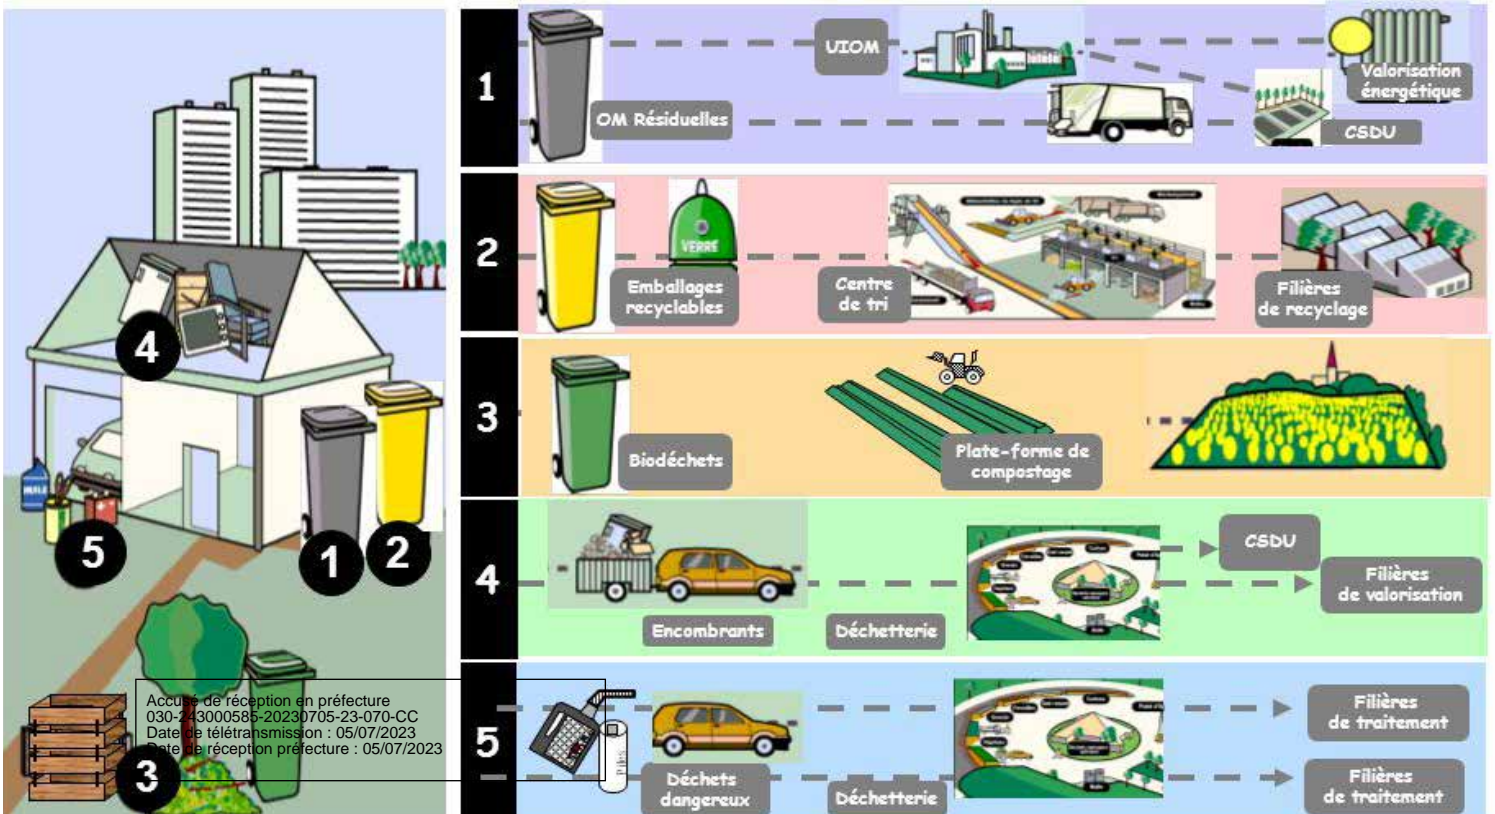 4
5
1
2
3
Accusé de réception en préfecture
030-243000585-20230705-23-070-CC
Date de télétransmission : 05/07/2023
Date de réception préfecture : 05/07/2023
1
OM Résiduelles
UIOM
Valorisation
énergétique
CSDU
2
VERRE
Emballages
recyclables
Centre
de tri
Filières
de recyclage
3
Biodéchets
Plate-forme de
compostage
4
Encombrants
Déchetterie
CSDU
Filières
de valorisation
5
Piles
Déchets
dangereux
Déchetterie
Filières
de traitement
Filières
de traitement